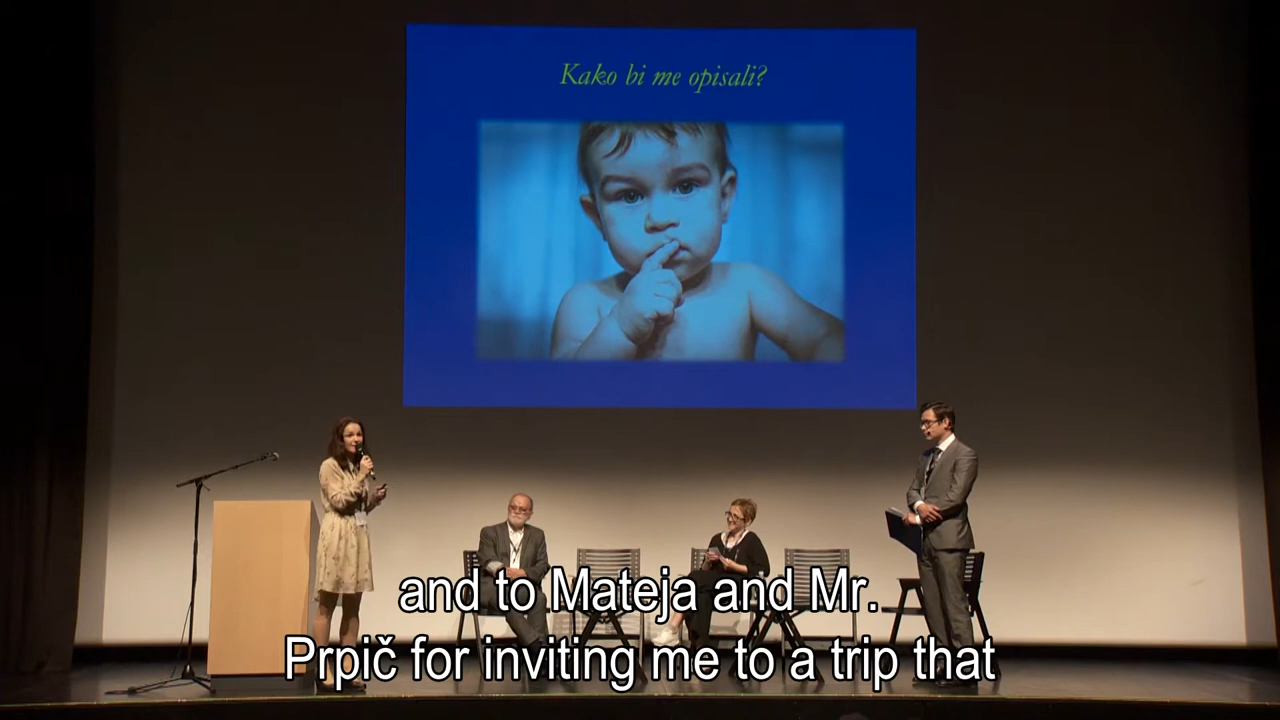 Kako bi me opisali?
and to Mateja and Mr.
Prpič for inviting me to a trip that